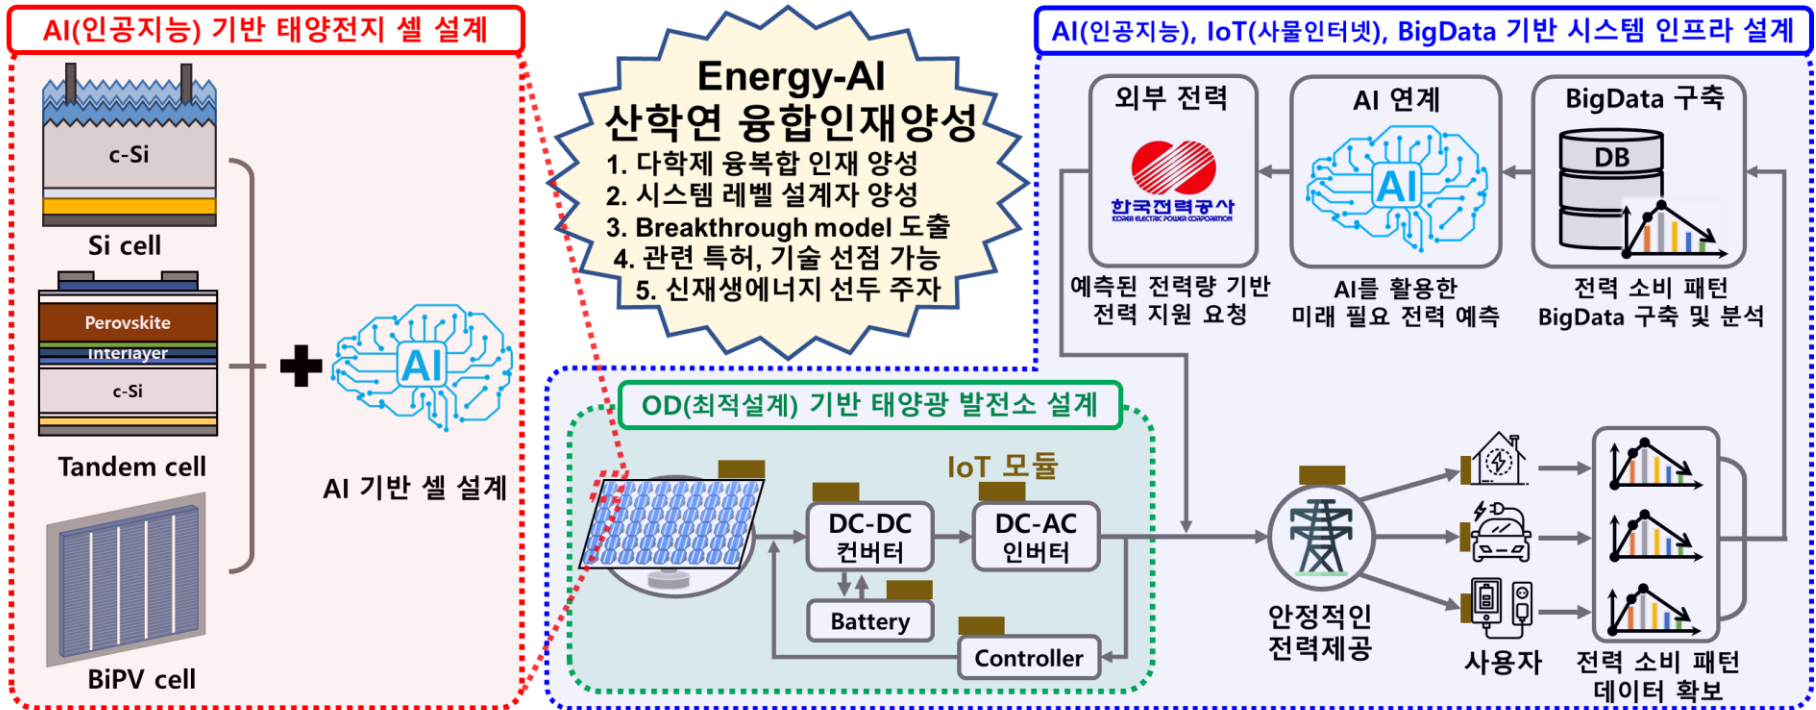 AI(인공지능) 기반 태양전지 셀 설계
c-Si
Si cell
Perovskite
Interlayer
c-Si
Tandem cell
BiPV cell
AI
AI 기반 셀 설계
Energy-AI
산학연 융합인재양성
1. 다학제 융복합 인재 양성
2. 시스템 레벨 설계자 양성
3. Breakthrough model 도출
4. 관련 특허, 기술 선점 가능
5. 신재생에너지 선두 주자
AI(인공지능), IoT(사물인터넷), BigData 기반 시스템 인프라 설계
외부 전력
한국전력공사
KOREA ELECTRIC POWER CORPORATION
예측된 전력량 기반
전력 지원 요청
AI 연계
AI
AI를 활용한
미래 필요 전력 예측
BigData 구축
DB
전력 소비 패턴
BigData 구축 및 분석
OD(최적설계) 기반 태양광 발전소 설계
IoT 모듈
DC-DC
컨버터
DC-AC
인버터
Battery
Controller
안정적인
전력제공
사용자
전력 소비 패턴
데이터 확보